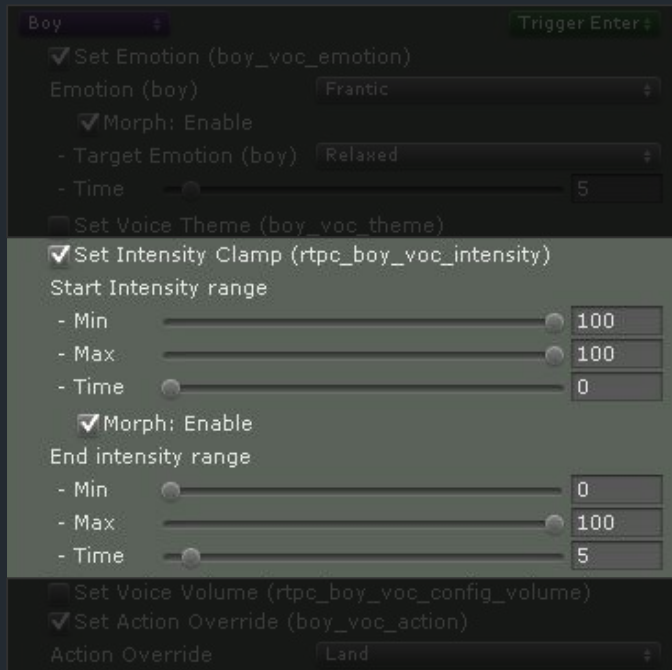 Boy Trigger Enter
Set Emotion (boy_voc_emotion)
Emotion (boy) Frantic
Morph: Enable
- Target Emotion (boy) Relaxed
- Time 5
Set Voice Theme (boy_voc_theme)
Set Intensity Clamp (rtpc_boy_voc_intensity)
Start Intensity range
- Min 100
- Max 100
- Time 0
Morph: Enable
End intensity range
- Min 0
- Max 100
- Time 5
Set Voice Volume (rtpc_boy_voc_config_volume)
Set Action Override (boy_voc_action)
Action Override Land